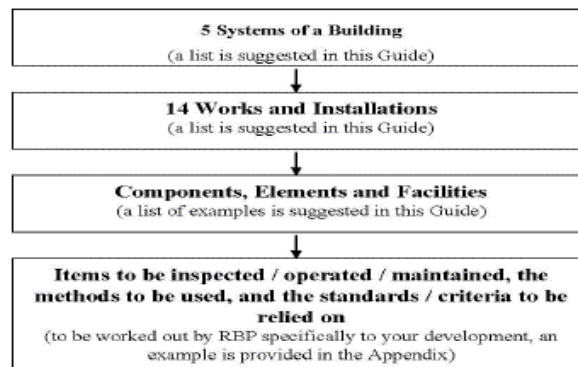 5 Systems of a Building
(a list is suggested in this Guide)
14 Works and Installations
(a list is suggested in this Guide)
Components, Elements and Facilities
(a list of examples is suggested in this Guide)
Items to be inspected / operated / maintained, the
methods to be used, and the standards / criteria to be
relied on
(to be worked out by RBP specifically to your development, an
example is provided in the Appendix)